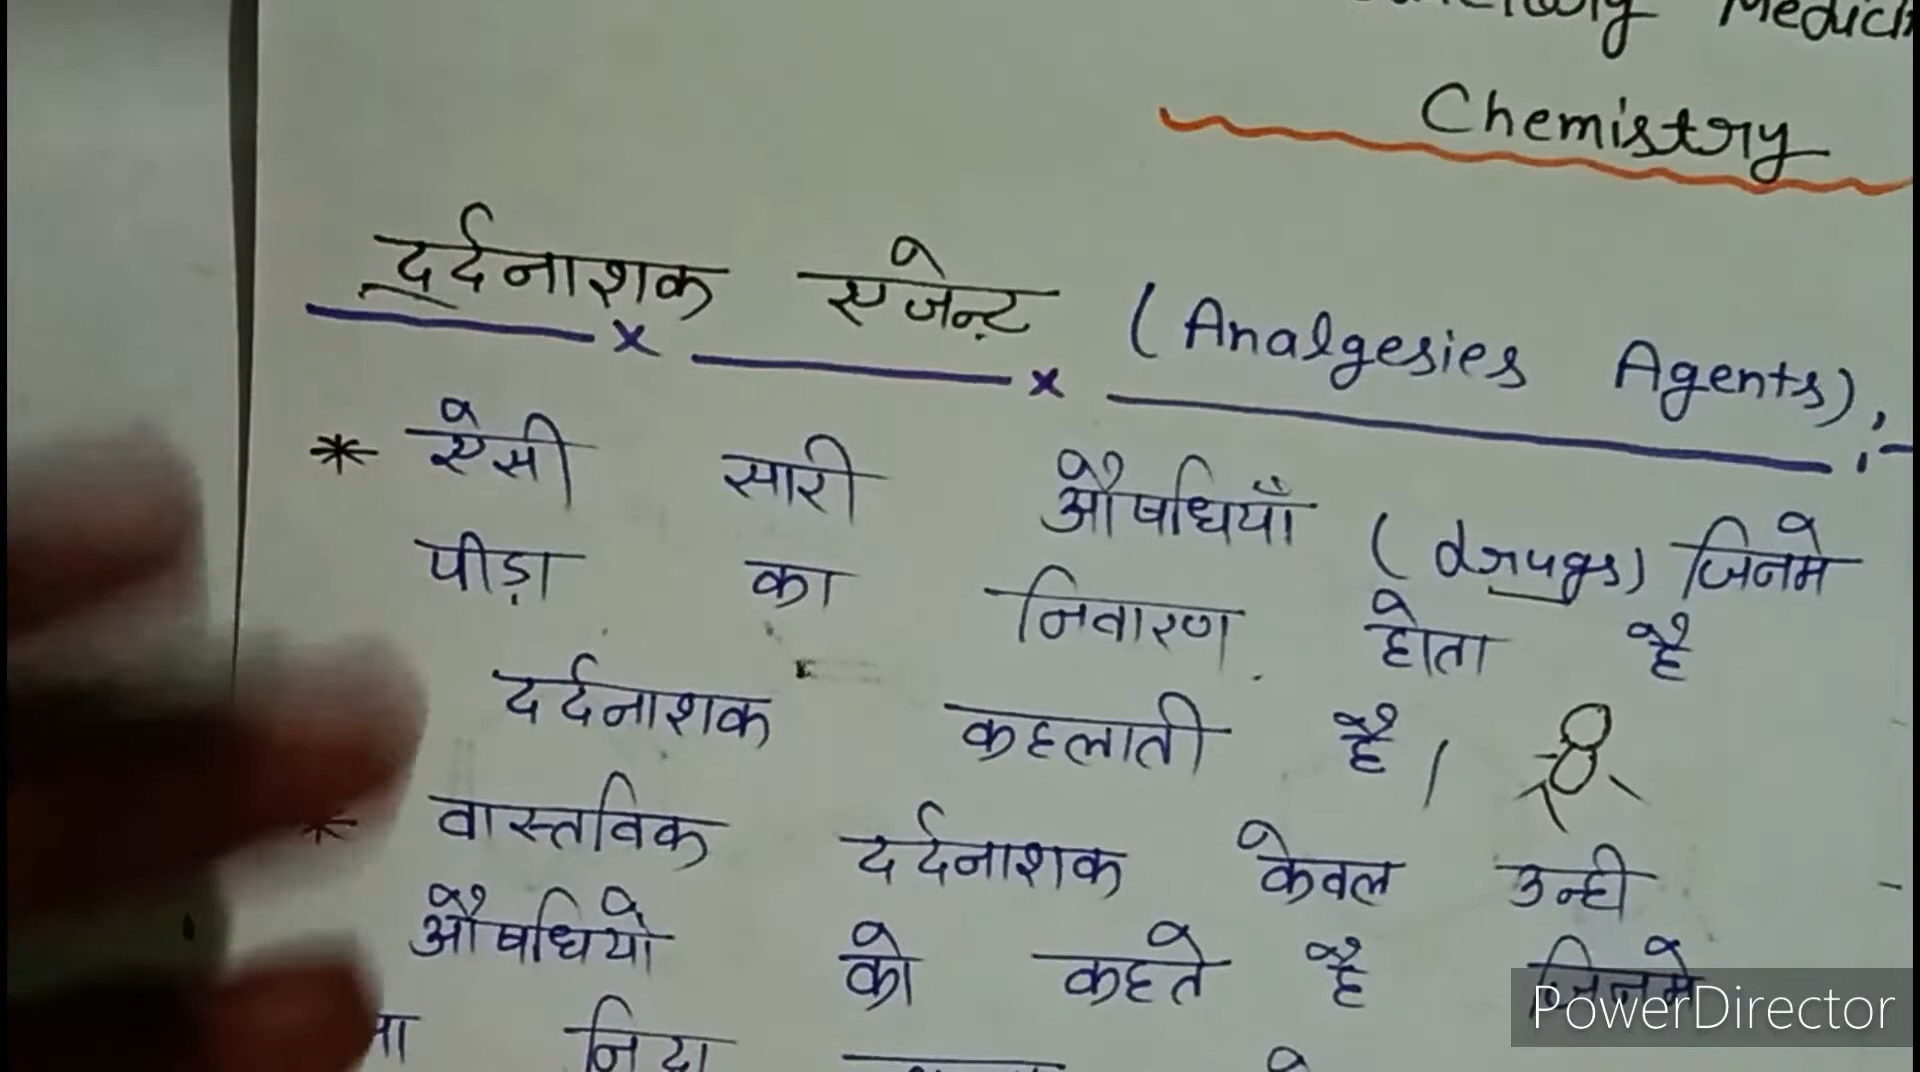 Chemistry
दर्दनाशक एजेन्ट (Analgesies Agents):-
* ऐसी सारी औषधियाँ (drugs) जिनमे
पीड़ा का निवारण होता है
दर्दनाशक कहलाती है।
* वास्तविक दर्दनाशक केवल उन्ही
औषधियो को कहते है जिनमे
PowerDirector